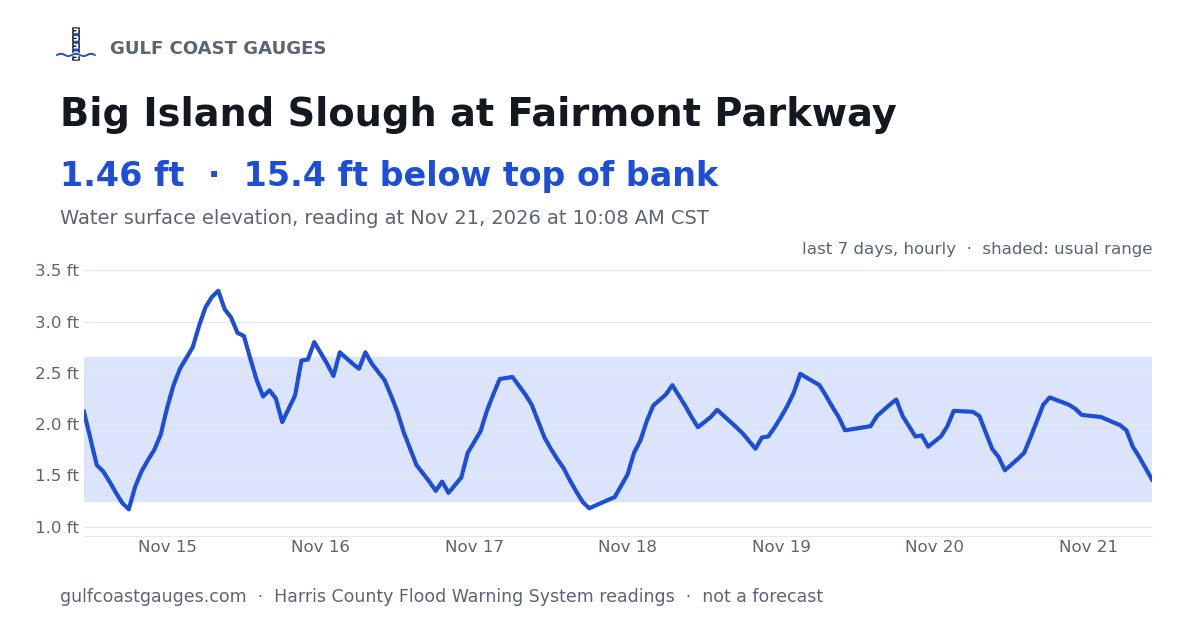 GULF COAST GAUGES
Big Island Slough at Fairmont Parkway
1.46 ft · 15.4 ft below top of bank
Water surface elevation, reading at Nov 21, 2026 at 10:08 AM CST
last 7 days, hourly · shaded: usual range
3.5 ft
3.0 ft
2.5 ft
2.0 ft
1.5 ft
1.0 ft
Nov 15 Nov 16 Nov 17 Nov 18 Nov 19 Nov 20 Nov 21
gulfcoastgauges.com · Harris County Flood Warning System readings · not a forecast